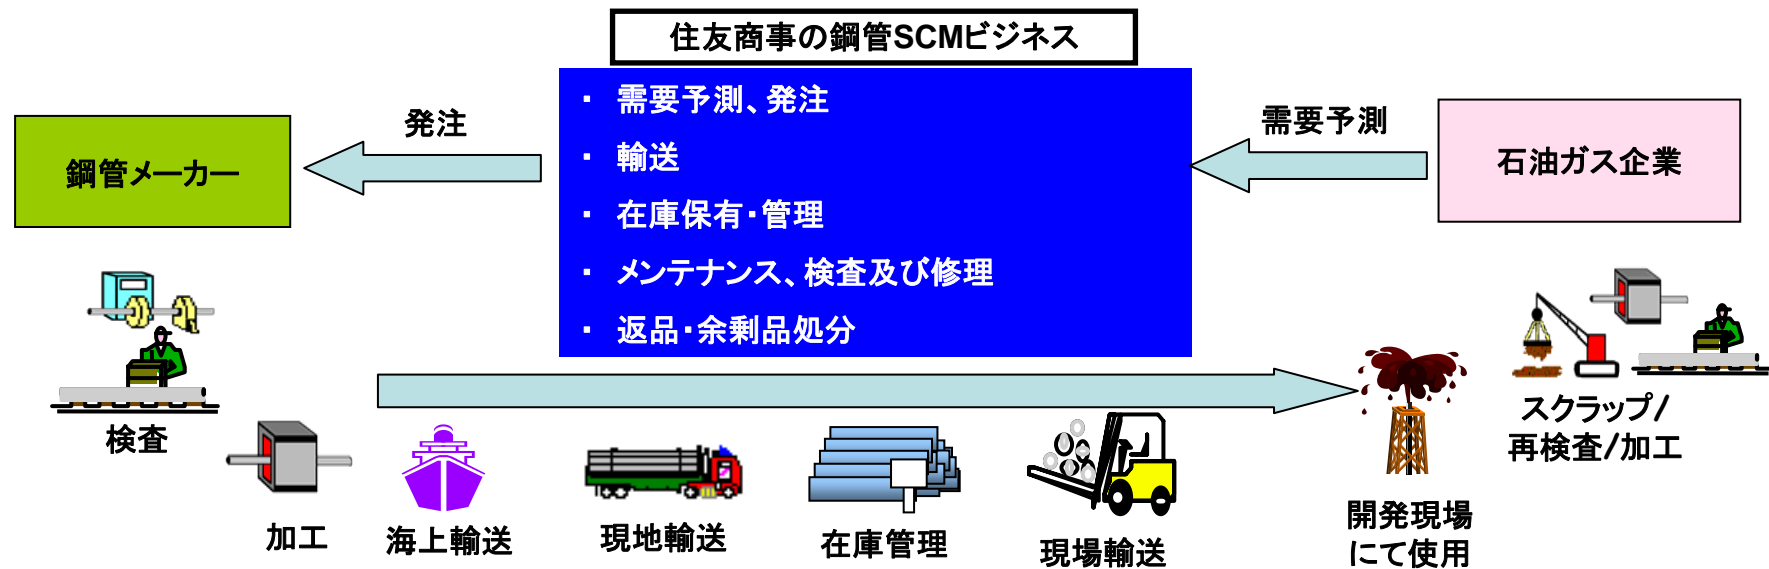 住友商事の鋼管SCMビジネス
・ 需要予測、発注
・ 輸送
・ 在庫保有・管理
・ メンテナンス、検査及び修理
・ 返品・余剰品処分
発注
需要予測
鋼管メーカー
石油ガス企業
検査
加工
海上輸送
現地輸送
在庫管理
現場輸送
開発現場
にて使用
スクラップ/
再検査/加工